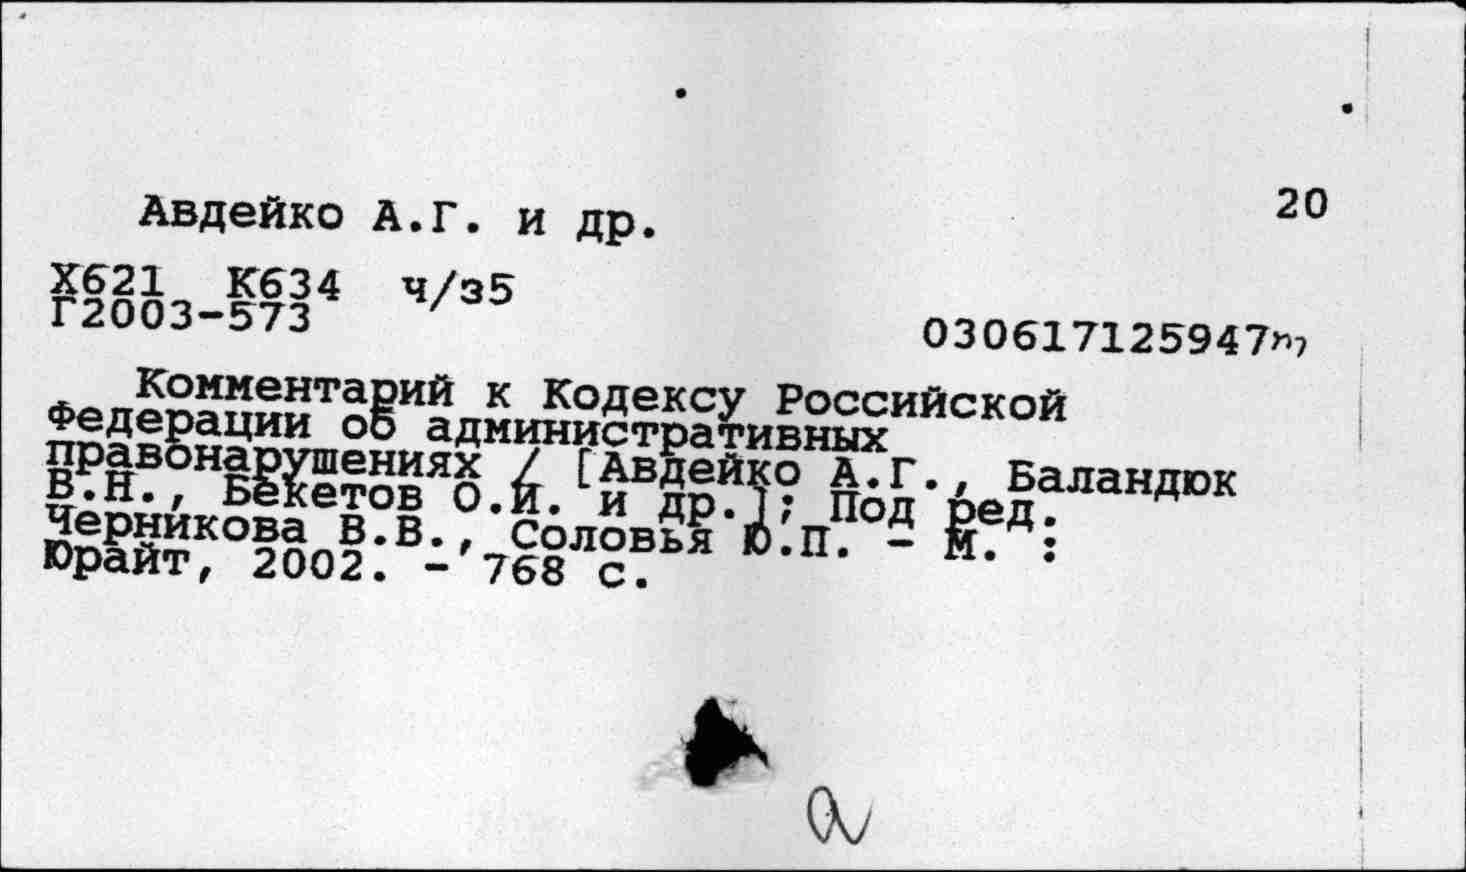 Авдейко А.Г. и др. 20
Х621 К634 ч/з5
Г2003-573
030617125947
Комментарий к Кодексу Российской
Федерации об административных
правонарушениях / [Авдейко А.Г., Баландюк
В.Н., Бекетов О.И. и др.]; Под ред.
Черникова В.В., Соловья Ю.П. - М. :
Юрайт, 2002. - 768 с.